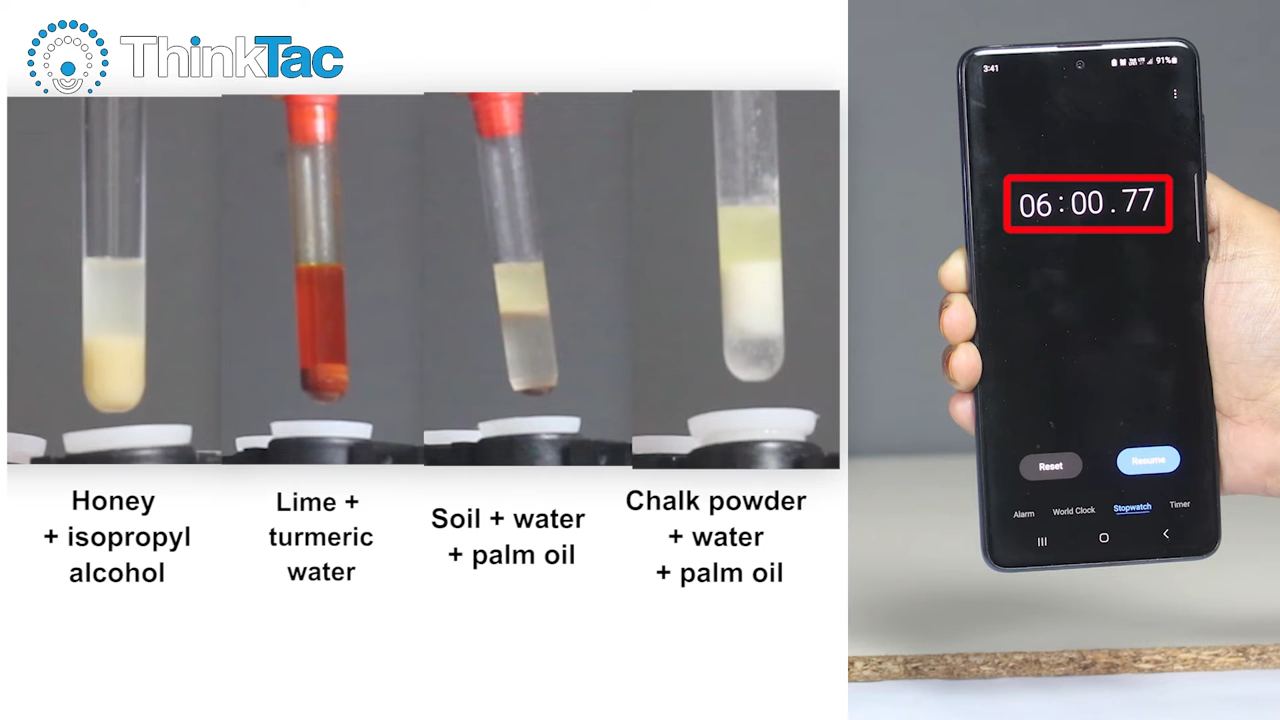 ThinkTac
Honey
+ isopropyl
alcohol
Lime +
turmeric
water
Soil + water
+ palm oil
Chalk powder
+ water
+ palm oil
3:41
91%
06:00.77
Reset
Resume
Alarm
World Clock
Stopwatch
Timer